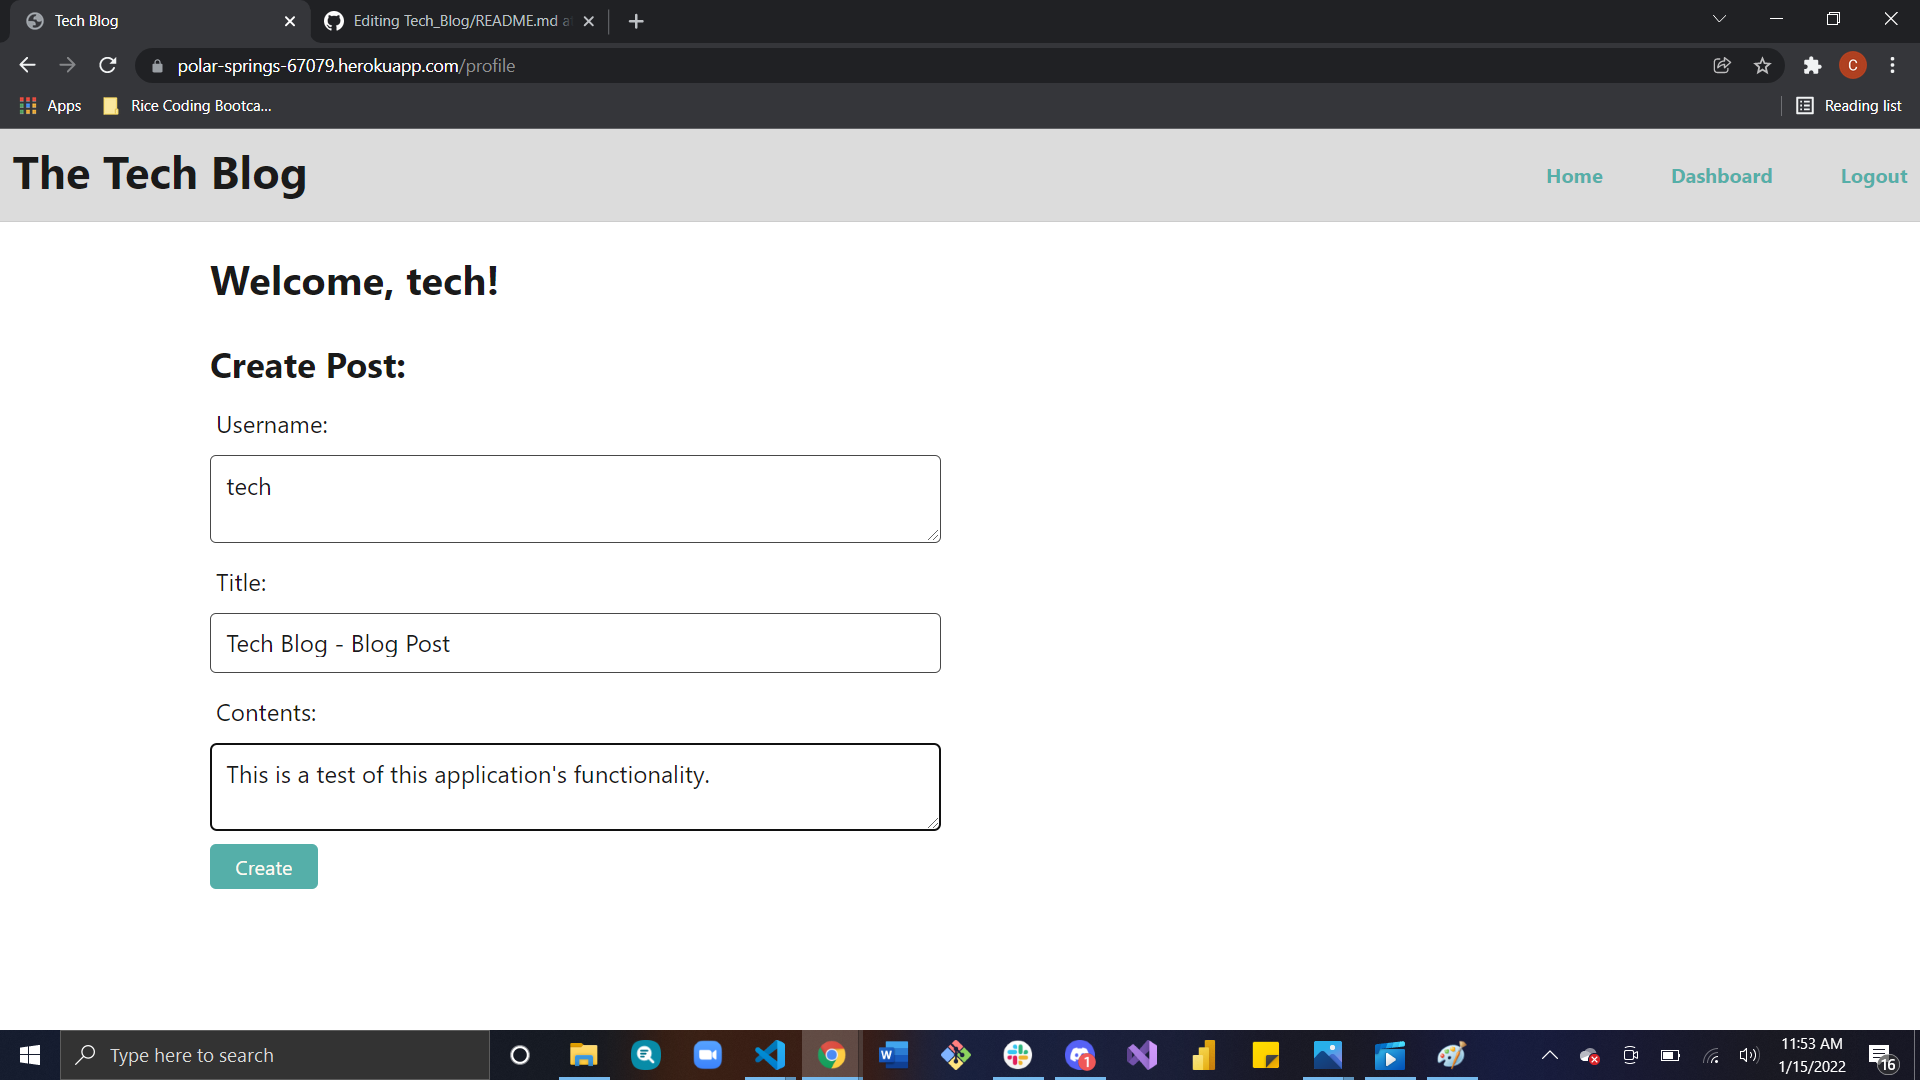 Tech Blog
Editing Tech_Blog/README.md a
polar-springs-67079.herokuapp.com/profile
C
Apps
Rice Coding Bootca...
Reading list
The Tech Blog
Home
Dashboard
Logout
Welcome, tech!
Create Post:
Username:
tech
Title:
Tech Blog - Blog Post
Contents:
This is a test of this application's functionality.
Create
Type here to search
W
1
11:53 AM
1/15/2022
16